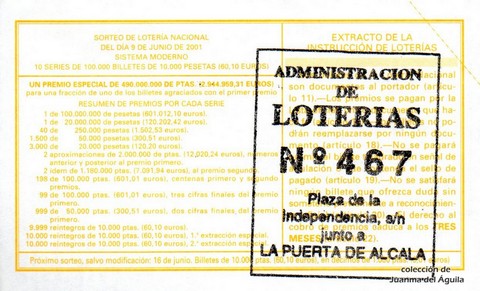 SORTEO DE LOTERÍA NACIONAL
DEL DÍA 9 DE JUNIO DE 2001
SISTEMA MODERNO
10 SERIES DE 100.000 BILLETES DE 10.000 PESETAS (60,10 EUROS)
UN PREMIO ESPECIAL DE 490.000.000 DE PTAS. (2.944.959,31 EUROS)
para una fracción de uno de los billetes agraciados con el primer premio
RESUMEN DE PREMIOS POR CADA SERIE
1 de 100.000.000 de pesetas (601.012,10 euros).
1 de 20.000.000 de pesetas (120.202,42 euros).
40 de 250.000 pesetas (1.502,53 euros).
1.500 de 50.000 pesetas (300,51 euros).
3.000 de 20.000 pesetas (120,20 euros).
2 aproximaciones de 2.000.000 de ptas. (12.020,24 euros), números
anterior y posterior al primero premio.
2 ídem de 1.180.000 ptas. (7.091,94 euros), al premio segundo.
198 de 100.000 ptas. (601,01 euros), centenas primero y segundo
premios.
99 de 100.000 ptas. (601,01 euros), tres cifras finales del premio
primero.
999 de 50.000 ptas. (300,51 euros), dos cifras finales del premio
primero.
9.999 reintegros de 10.000 ptas. (60,10 euros).
10.000 reintegros de 10.000 ptas. (60,10 euros), 1.ª extracción especial.
10.000 reintegros de 10.000 ptas. (60,10 euros), 2.ª extracción especial.
Próximo sorteo, salvo modificación: 16 de junio. Billetes de 10.000 ptas.
EXTRACTO DE LA
INSTRUCCIÓN DE LOTERÍAS
ADMINISTRACION
DE
LOTERIAS
Nº 467
Plaza de la
Independencia, s/n
junto a
LA PUERTA DE ALCALA
colección de
Juanma del Águila